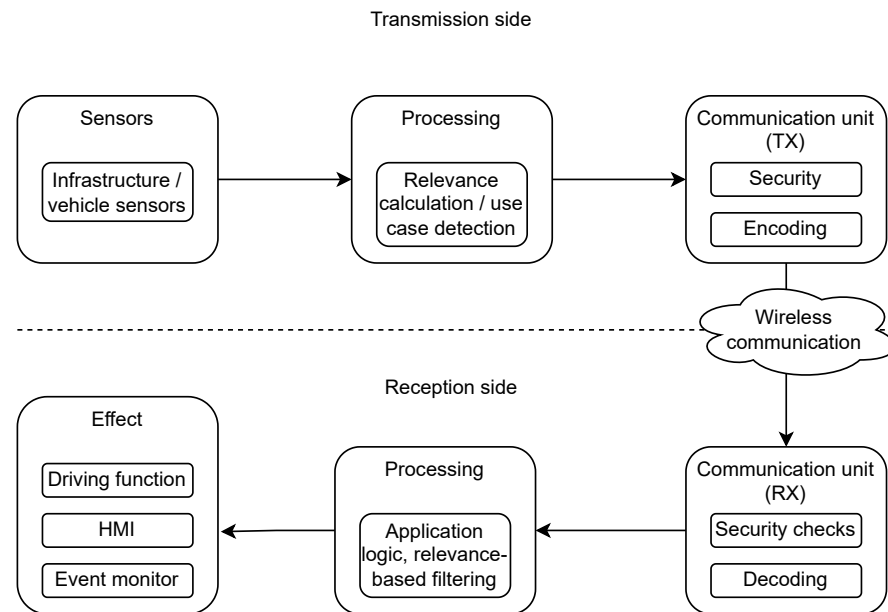 Transmission side
Sensors
Infrastructure /
vehicle sensors
Processing
Relevance
calculation / use
case detection
Communication unit
(TX)
Security
Encoding
Wireless
communication
Reception side
Effect
Driving function
HMI
Event monitor
Processing
Application
logic, relevance-
based filtering
Communication unit
(RX)
Security checks
Decoding